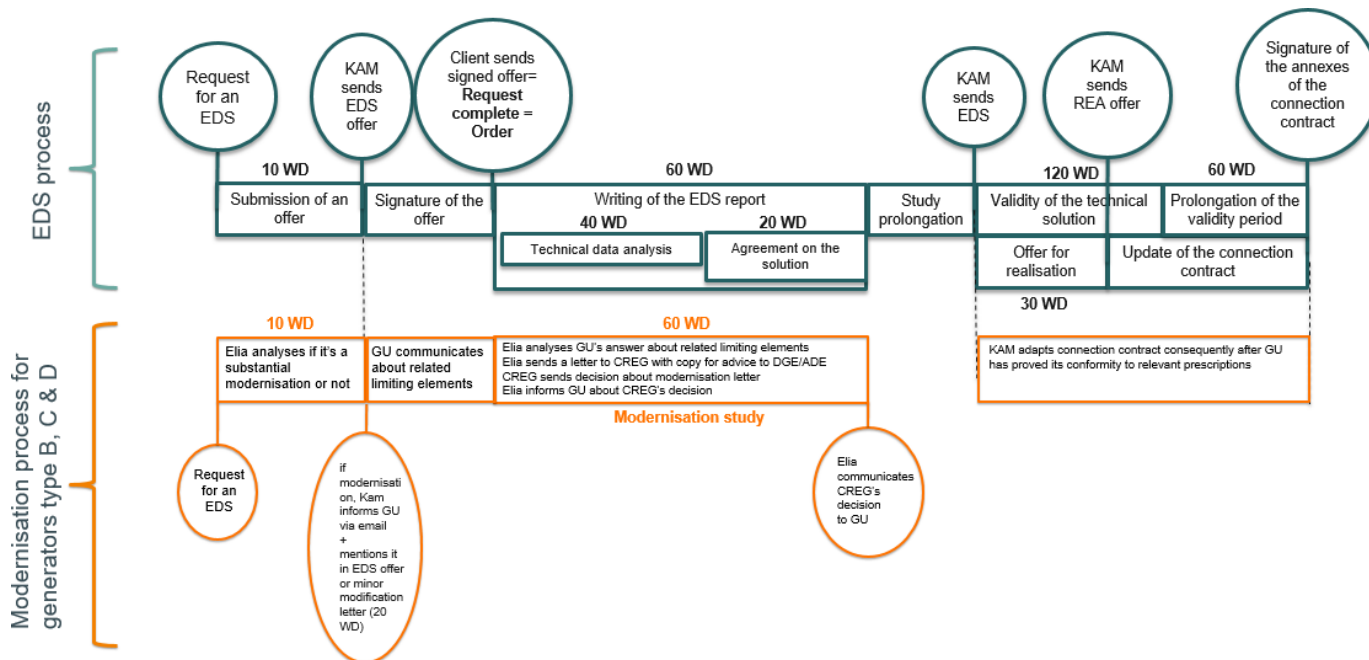 Request
for an
EDS
KAM
sends
EDS
offer
Client sends
signed offer=
Request
complete =
Order
KAM
sends
EDS
KAM
sends
REA offer
Signature of
the annexes
of the
connection
contract
EDS process
10 WD
60 WD
120 WD
60 WD
Submission of an
offer
Signature of the
offer
Writing of the EDS report
Study
prolongation
Validity of the technical
solution
Prolongation of the
validity period
40 WD
20 WD
Technical data analysis
Agreement on the
solution
Offer for
realisation
Update of the connection
contract
30 WD
Modernisation process for
generators type B, C & D
10 WD
60 WD
Elia analyses if it's a
substantial
modernisation or not
GU communicates
about related
limiting elements
Elia analyses GU's answer about related limiting elements
Elia sends a letter to CREG with copy for advice to DGE/ADE
CREG sends decision about modernisation letter
Elia informs GU about CREG's decision
KAM adapts connection contract consequently after GU
has proved its conformity to relevant prescriptions
Modernisation study
Request
for an
EDS
if
modernisati
on, Kam
informs GU
via email
+
mentions it
in EDS offer
or minor
modification
letter (20
WD)
Elia
communicates
CREG's
decision
to GU